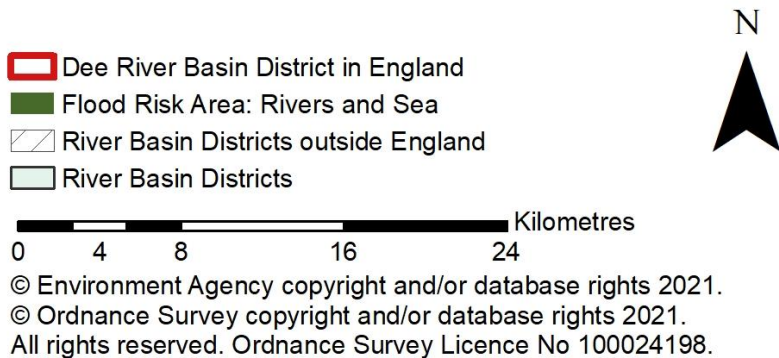 N
Dee River Basin District in England
Flood Risk Area: Rivers and Sea
River Basin Districts outside England
River Basin Districts
Kilometres
0 4 8 16 24
© Environment Agency copyright and/or database rights 2021.
© Ordnance Survey copyright and/or database rights 2021.
All rights reserved. Ordnance Survey Licence No 100024198.